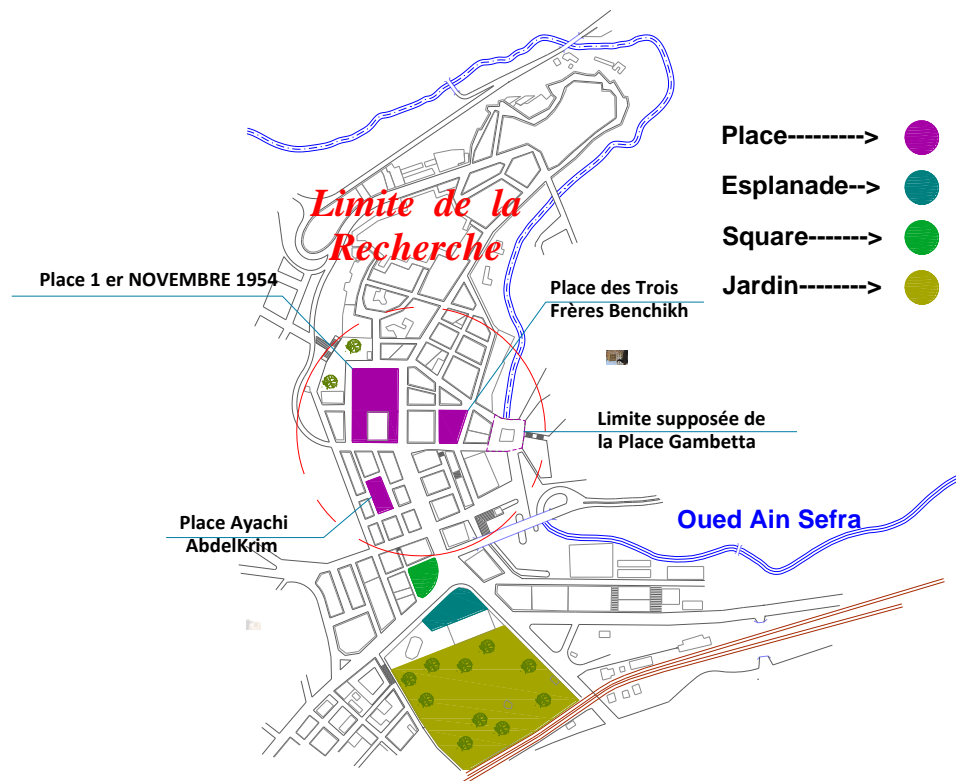 Place--------->
Esplanade-->
Limite de la
Recherche
Square------->
Place 1 er NOVEMBRE 1954
Place des Trois
Frères Benchikh
Jardin-------->
Limite supposée de
la Place Gambetta
Place Ayachi
AbdelKrim
Oued Ain Sefra